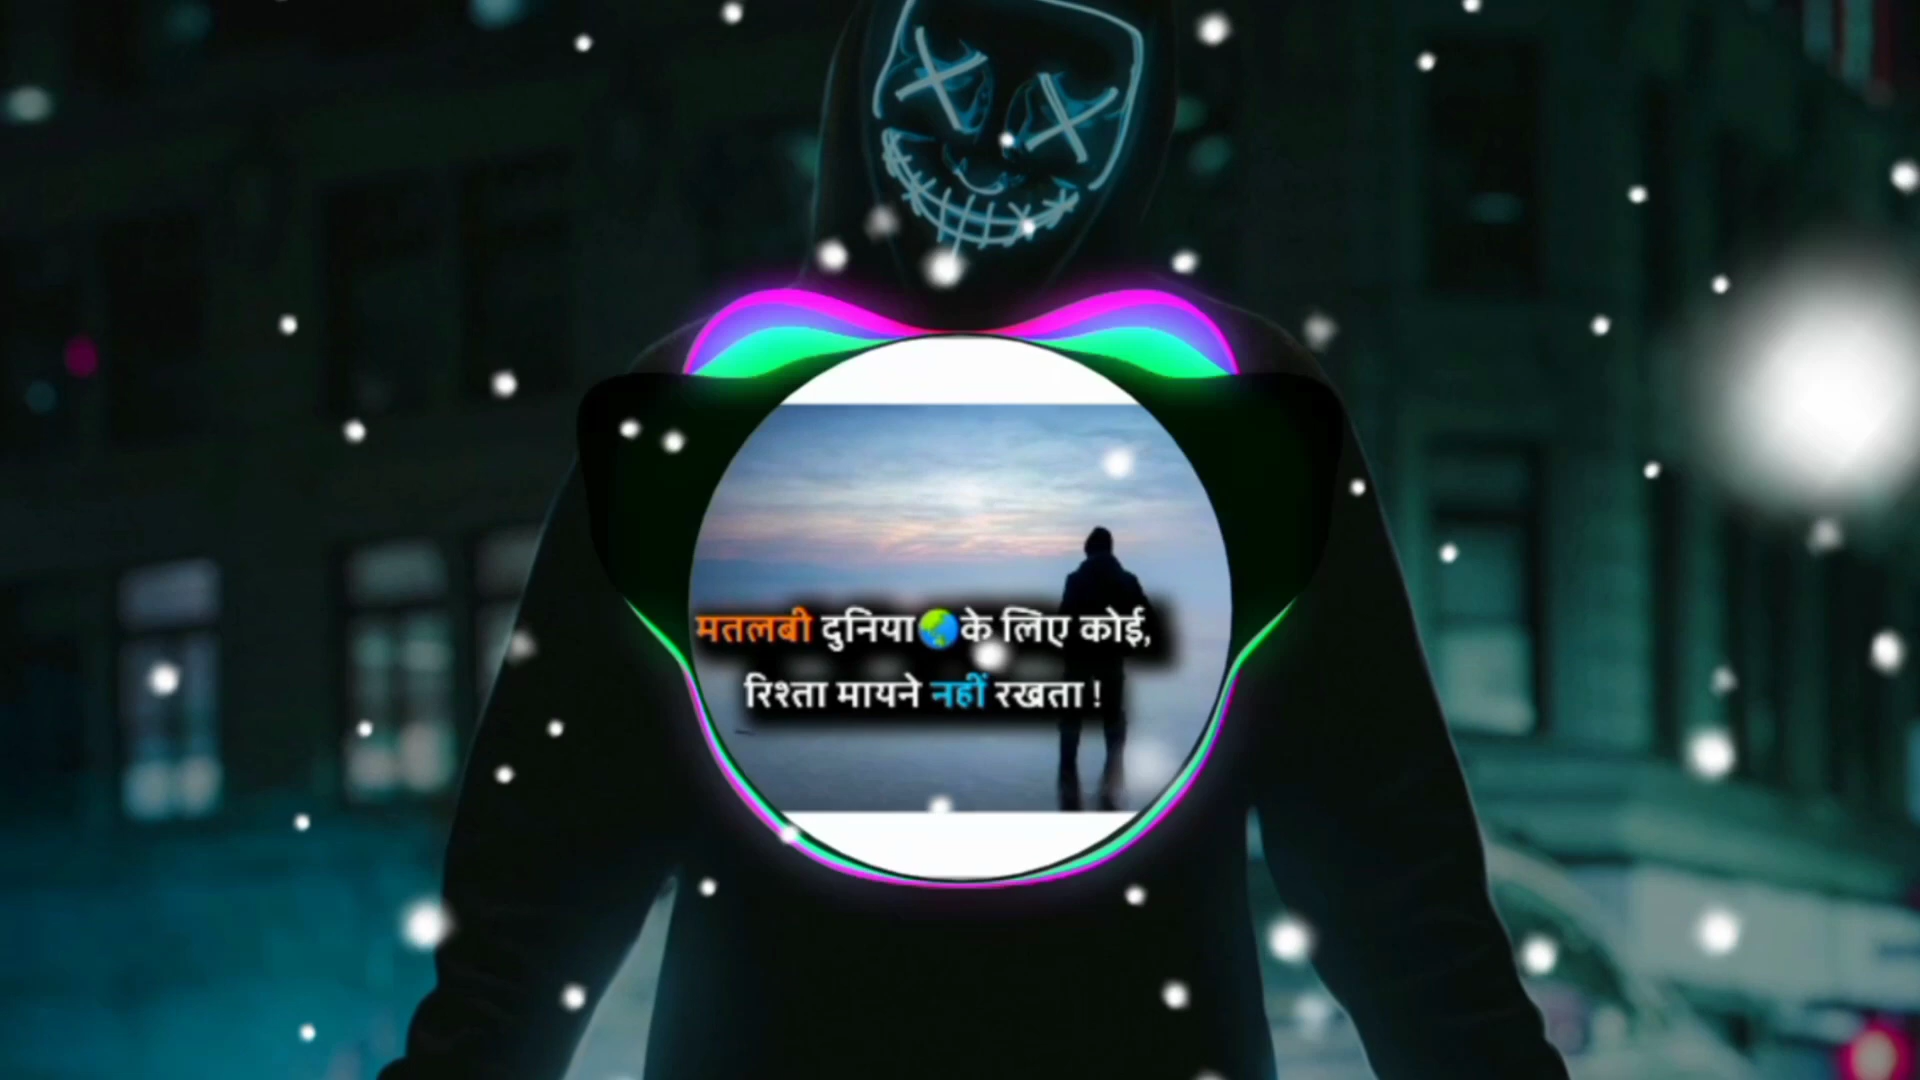 मतलबी दुनिया🌏के लिए कोई,
रिश्ता मायने नहीं रखता !